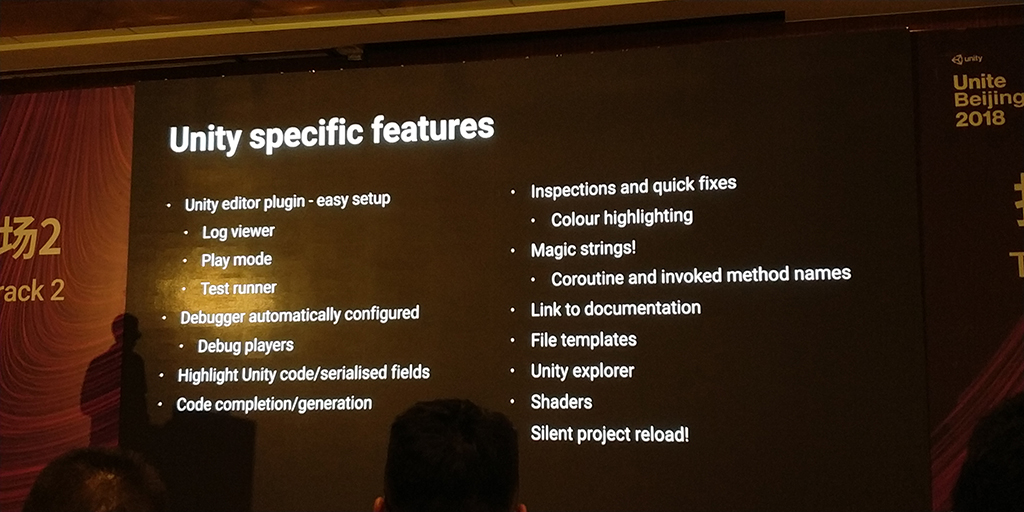 Unity specific features
• Unity editor plugin - easy setup
• Log viewer
• Play mode
• Test runner
• Debugger automatically configured
• Debug players
• Highlight Unity code/serialised fields
• Code completion/generation
• Inspections and quick fixes
• Colour highlighting
• Magic strings!
• Coroutine and invoked method names
• Link to documentation
• File templates
• Unity explorer
• Shaders
Silent project reload!
场2
rack 2
unity
Unite
Beijing
2018
T